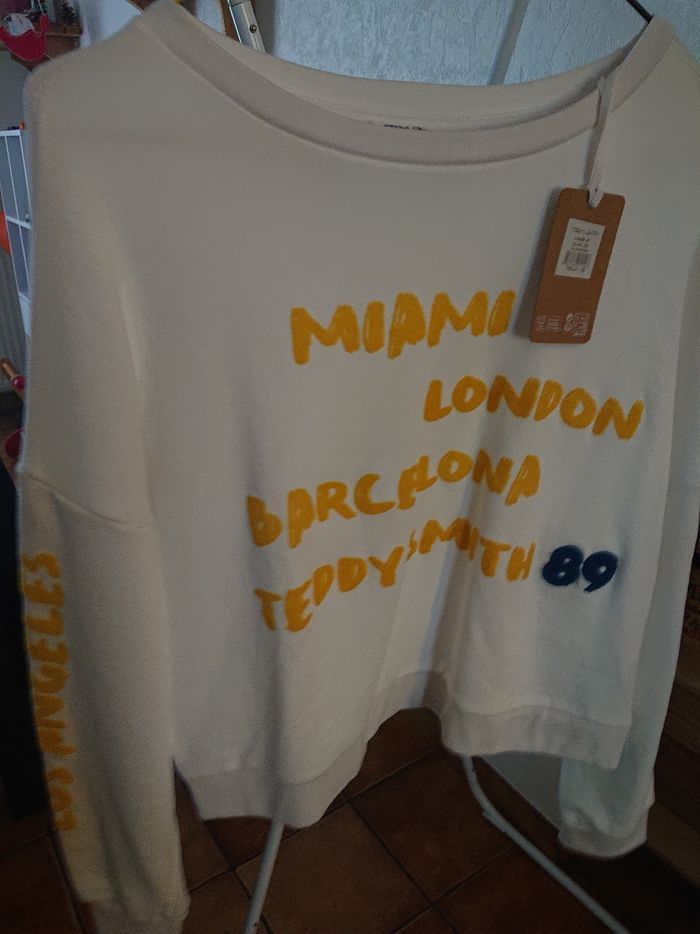 MIAMI
LONDON
BARCELONA
TEDDY SMITH 89
LOS ANGELES